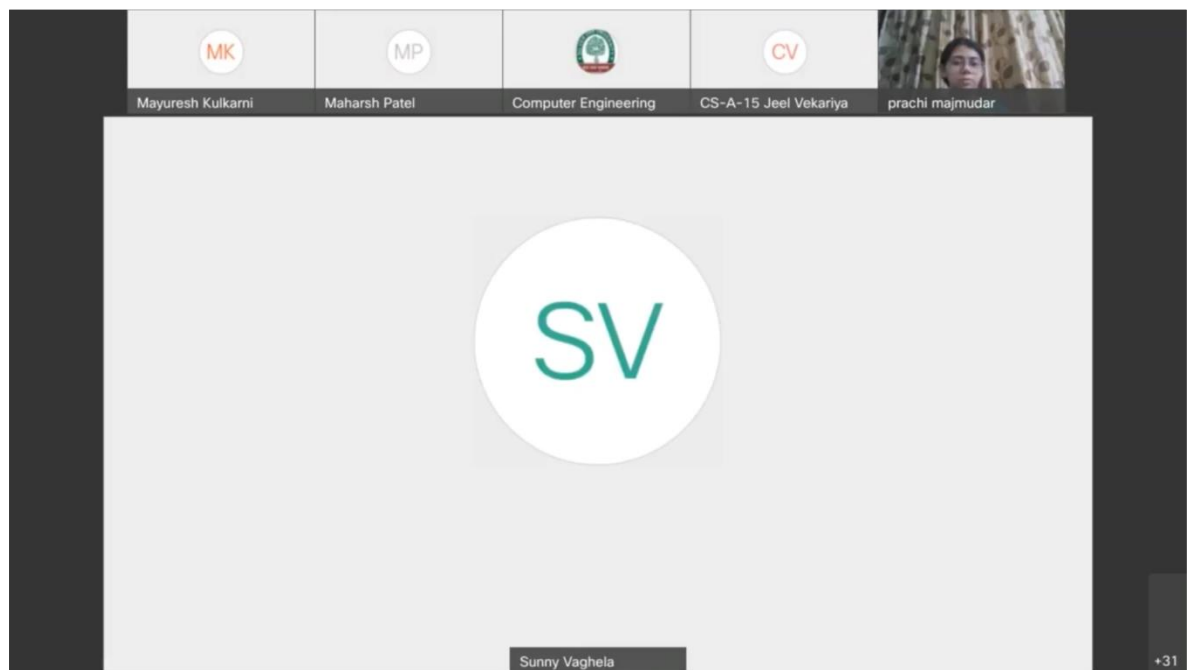 MK
MP
CV
Mayuresh Kulkarni
Maharsh Patel
Computer Engineering
CS-A-15 Jeel Vekariya
prachi majmudar
SV
Sunny Vaghela
+31